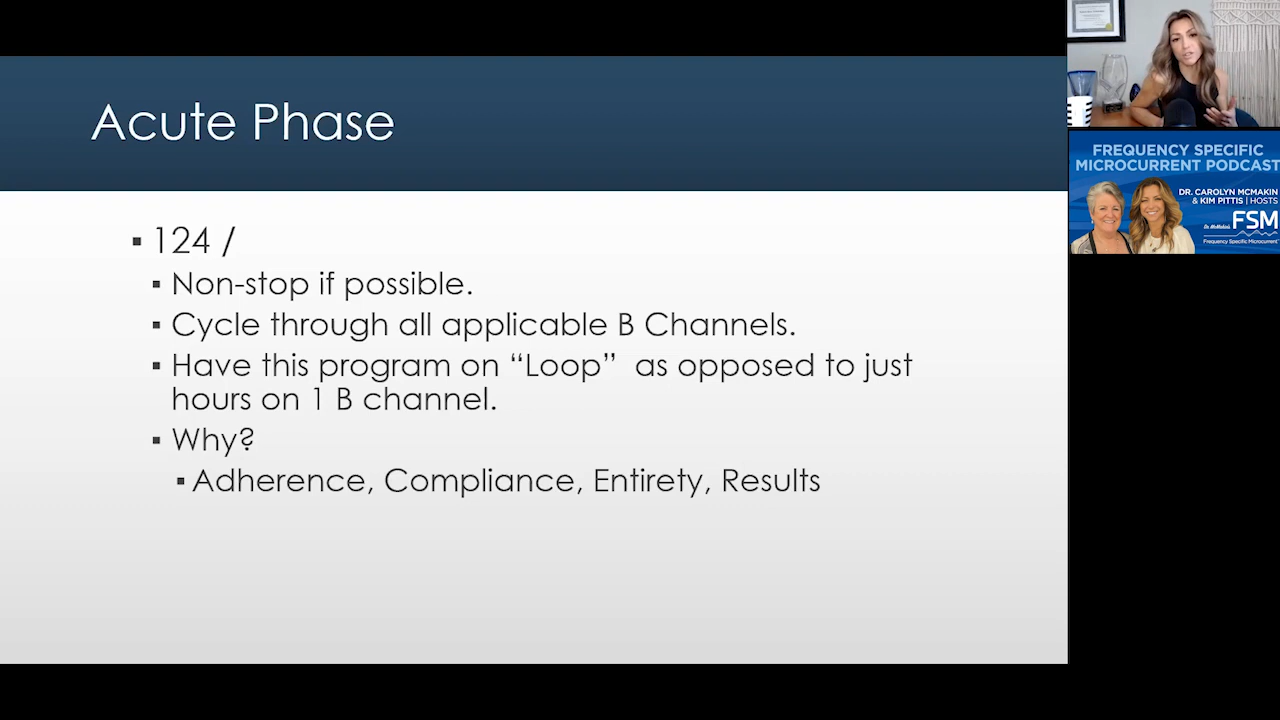 Acute Phase
▪ 124 /
▪ Non-stop if possible.
▪ Cycle through all applicable B Channels.
▪ Have this program on “Loop” as opposed to just
hours on 1 B channel.
▪ Why?
▪ Adherence, Compliance, Entirety, Results
FREQUENCY SPECIFIC
MICROCURRENT PODCAST
DR. CAROLYN MCMAKIN
& KIM PITTIS | HOSTS
FSM
Frequency Specific Microcurrent